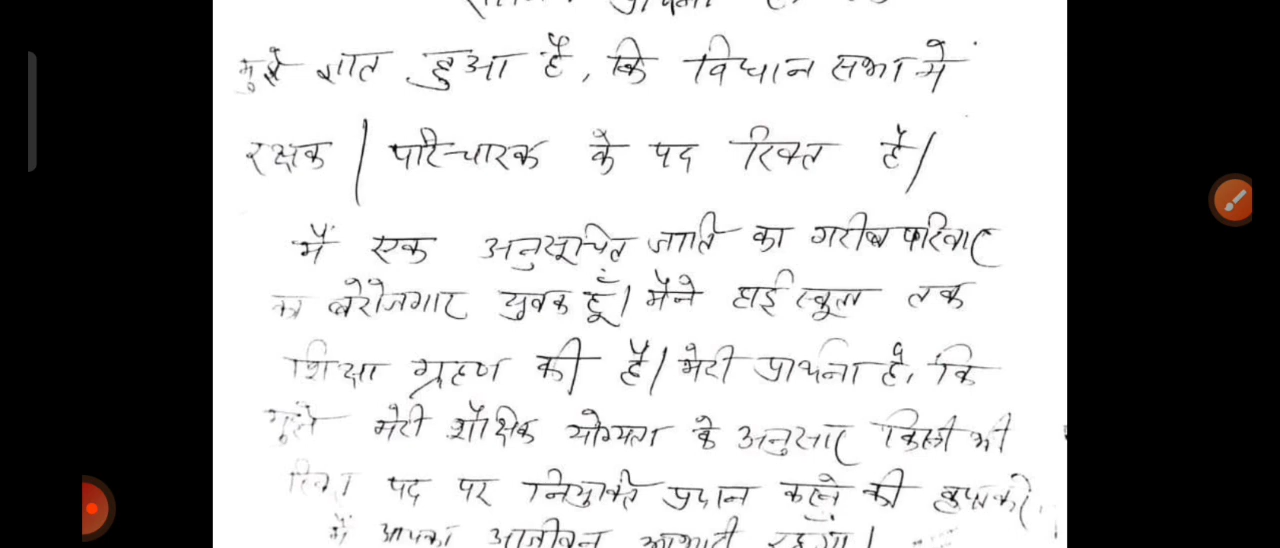 प्रार्थना है
मुझे ज्ञात हुआ है, कि विधान सभा में
रक्षक / परिचारक के पद रिक्त है।
मैं एक अनुसूचित जाति का गरीब परिवार
का बेरोजगार युवक हूँ। मैंने हाई स्कूल तक
शिक्षा ग्रहण की है। मेरी प्रार्थना है, कि
मुझे मेरी शैक्षिक योग्यता के अनुसार किसी भी
रिक्त पद पर नियुक्ति प्रदान करने की कृपा करें,
मैं आपका आजीवन आभारी रहूंगा।